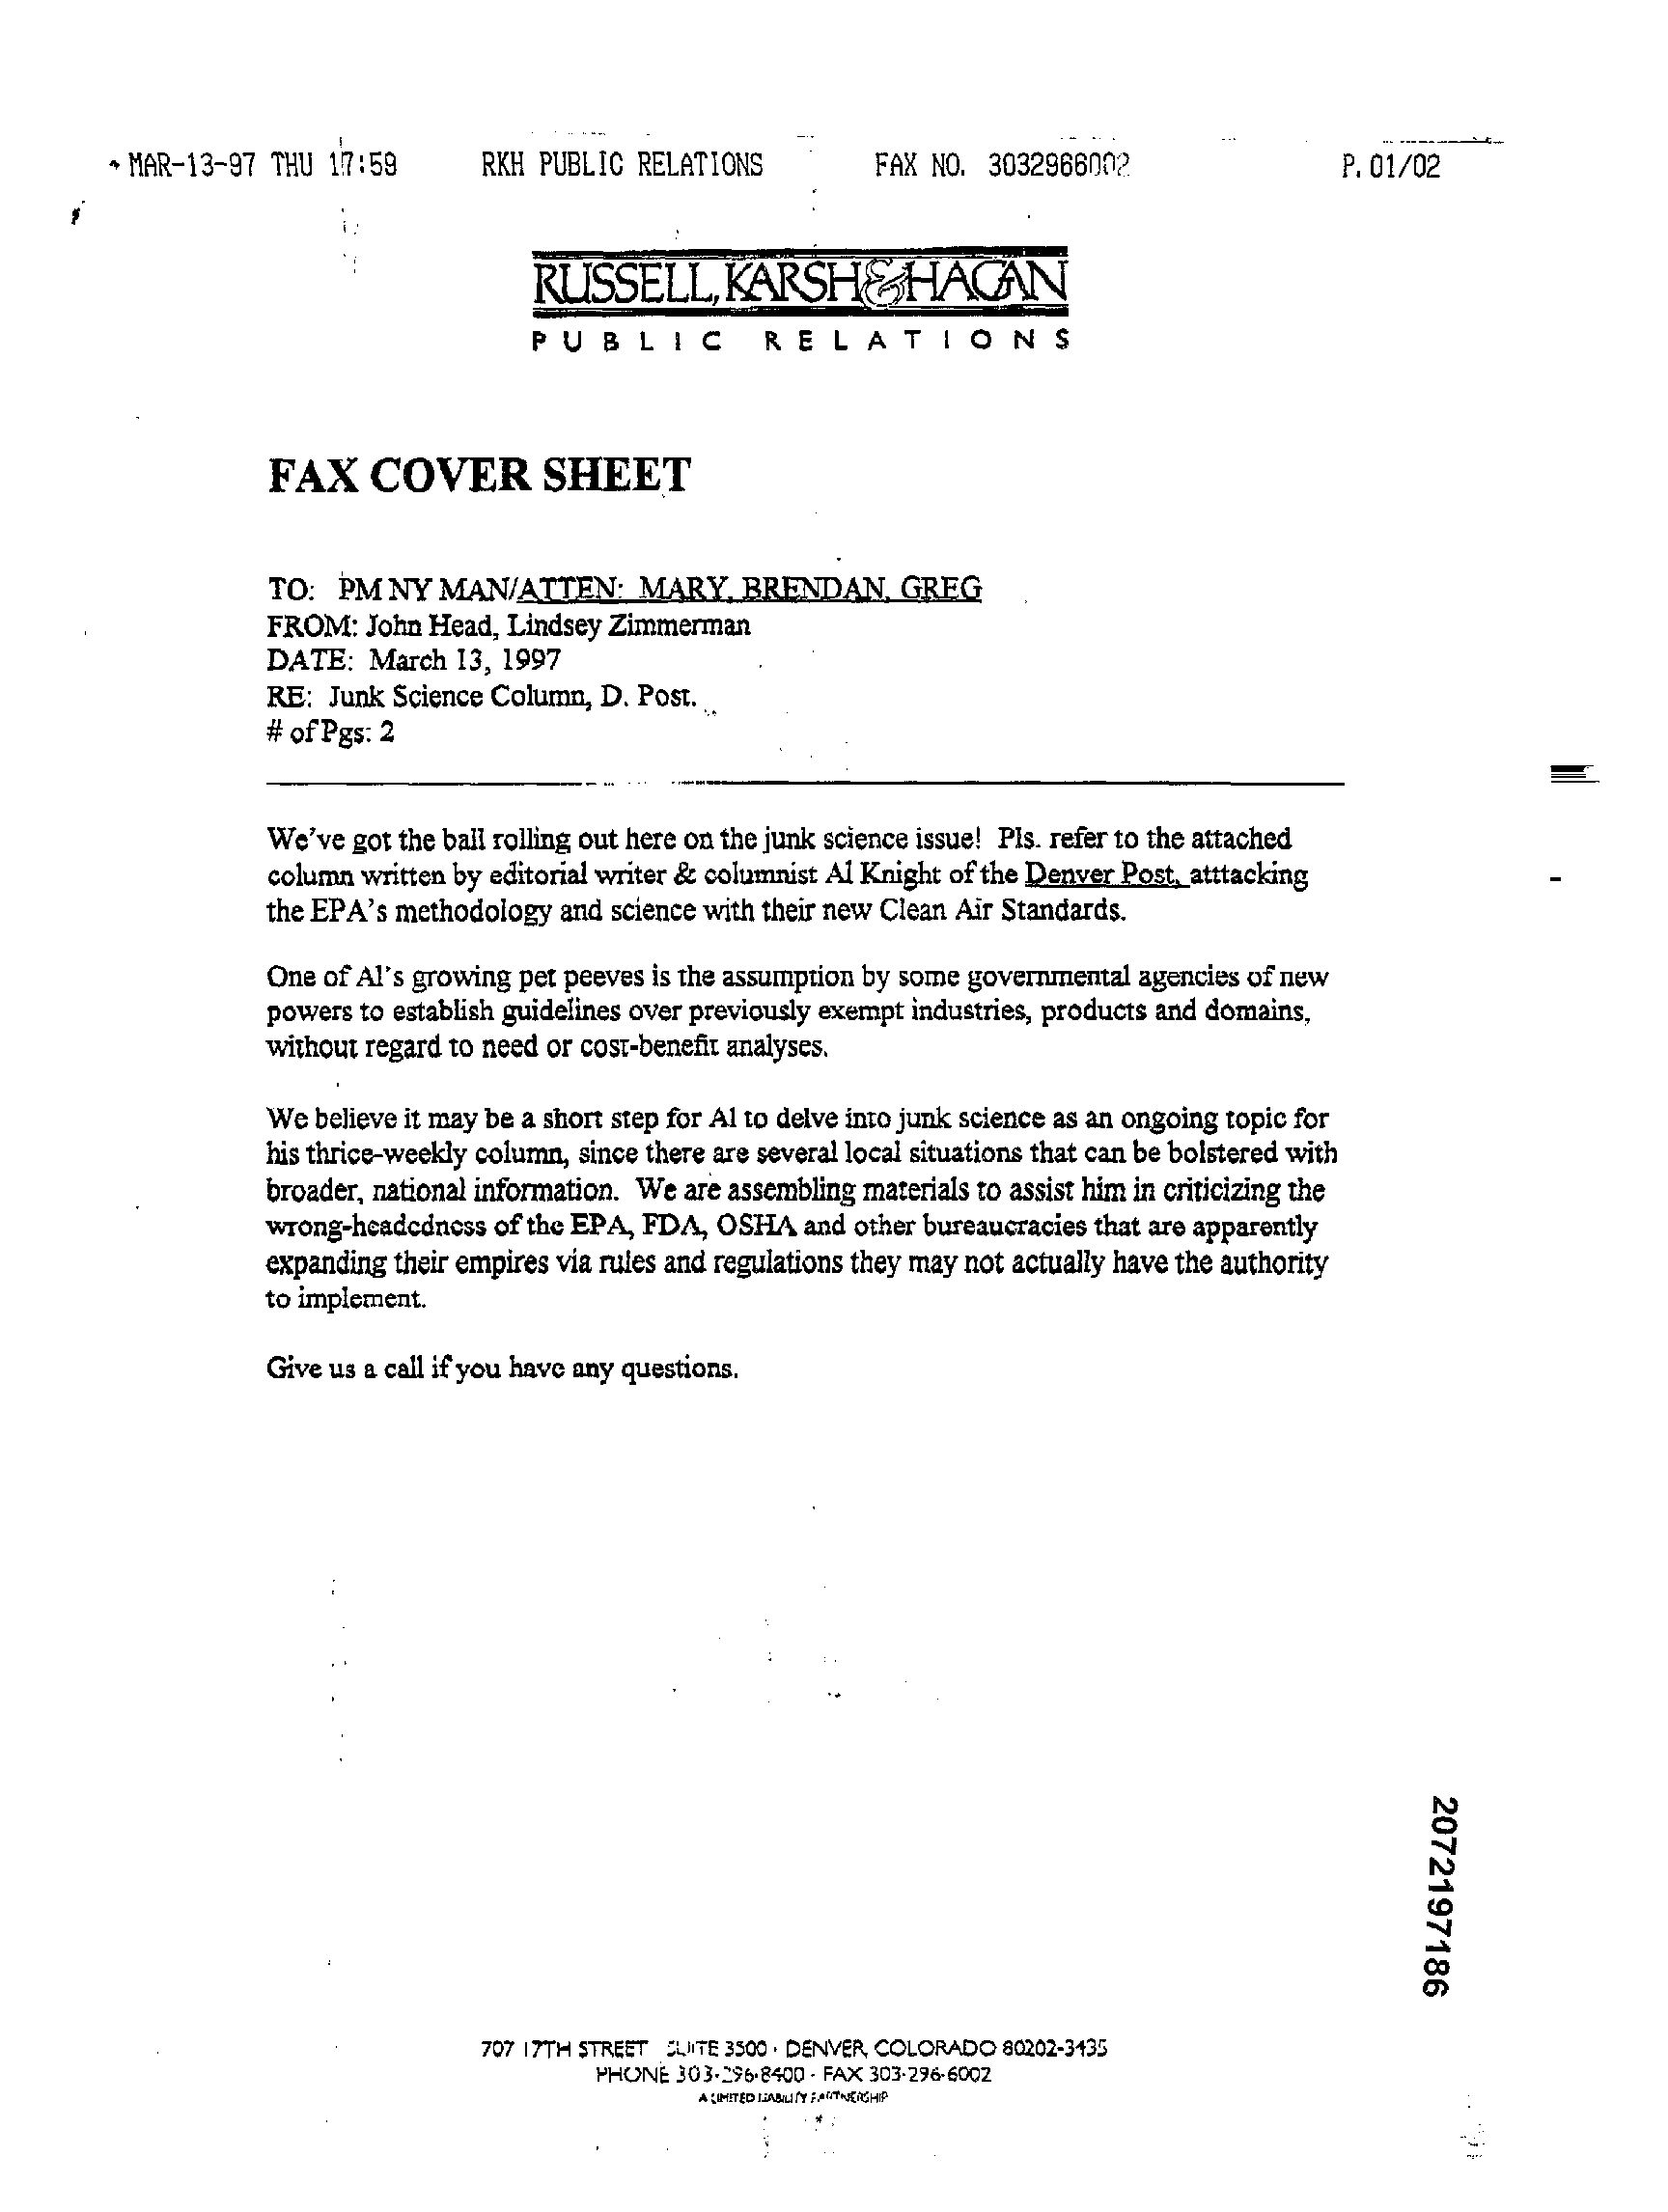 MAR-13-97 THU 17:59 RKH PUBLIC RELATIONS FAX NO. 3032966002 P. 01/02
RUSSELL, KARSH & HAGAN
PUBLIC RELATIONS
FAX COVER SHEET
TO: PM NY MAN/ATTEN: MARY, BRENDAN, GREG
FROM: John Head, Lindsey Zimmerman
DATE: March 13, 1997
RE: Junk Science Column, D. Post.
# of Pgs: 2
We've got the ball rolling out here on the junk science issue! Pls. refer to the attached
column written by editorial writer & columnist Al Knight of the Denver Post, atttacking
the EPA's methodology and science with their new Clean Air Standards.
One of Al's growing pet peeves is the assumption by some governmental agencies of new
powers to establish guidelines over previously exempt industries, products and domains,
without regard to need or cost-benefit analyses.
We believe it may be a short step for Al to delve into junk science as an ongoing topic for
his thrice-weekly column, since there are several local situations that can be bolstered with
broader, national information. We are assembling materials to assist him in criticizing the
wrong-headedness of the EPA, FDA, OSHA and other bureaucracies that are apparently
expanding their empires via rules and regulations they may not actually have the authority
to implement.
Give us a call if you have any questions.
2072197186
707 17TH STREET SUITE 3500 · DENVER, COLORADO 80202-3435
PHONE 303-296-8400 · FAX 303-296-6002
A LIMITED LIABILITY PARTNERSHIP